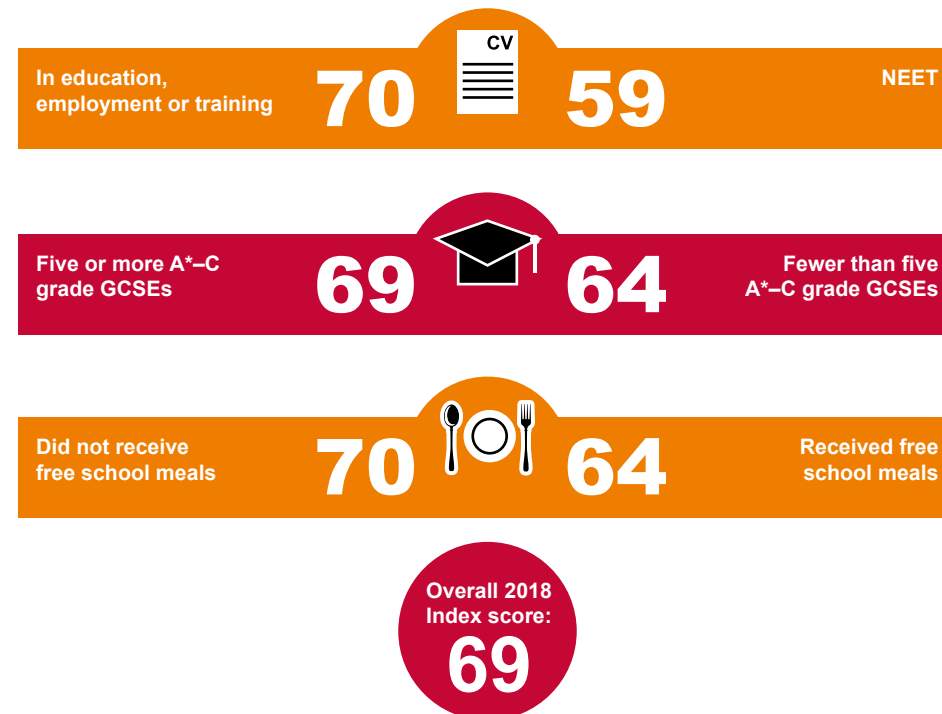 CV
In education,
employment or training
70
59
NEET
Five or more A*–C
grade GCSEs
69
64
Fewer than five
A*–C grade GCSEs
Did not receive
free school meals
70
64
Received free
school meals
Overall 2018
Index score:
69